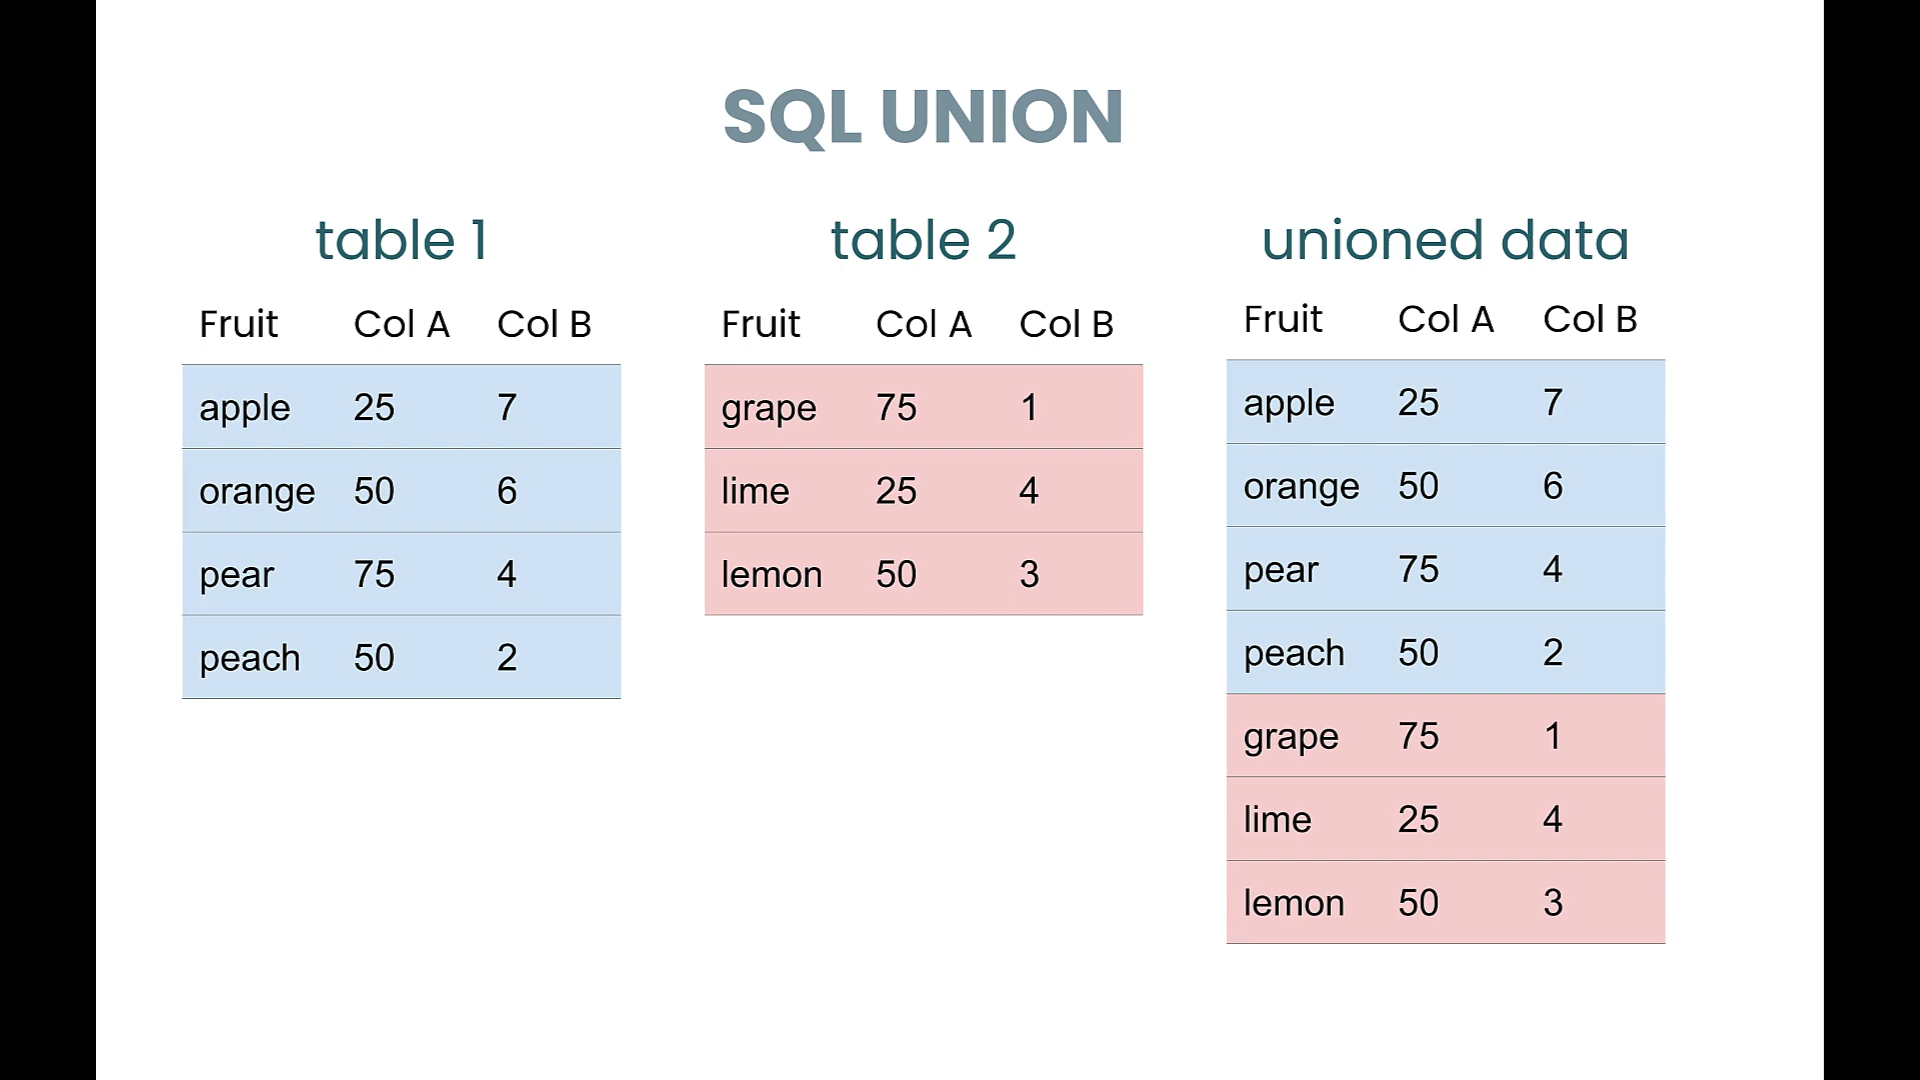 SQL UNION
table 1
Fruit Col A Col B
apple 25 7
orange 50 6
pear 75 4
peach 50 2
table 2
Fruit Col A Col B
grape 75 1
lime 25 4
lemon 50 3
unioned data
Fruit Col A Col B
apple 25 7
orange 50 6
pear 75 4
peach 50 2
grape 75 1
lime 25 4
lemon 50 3